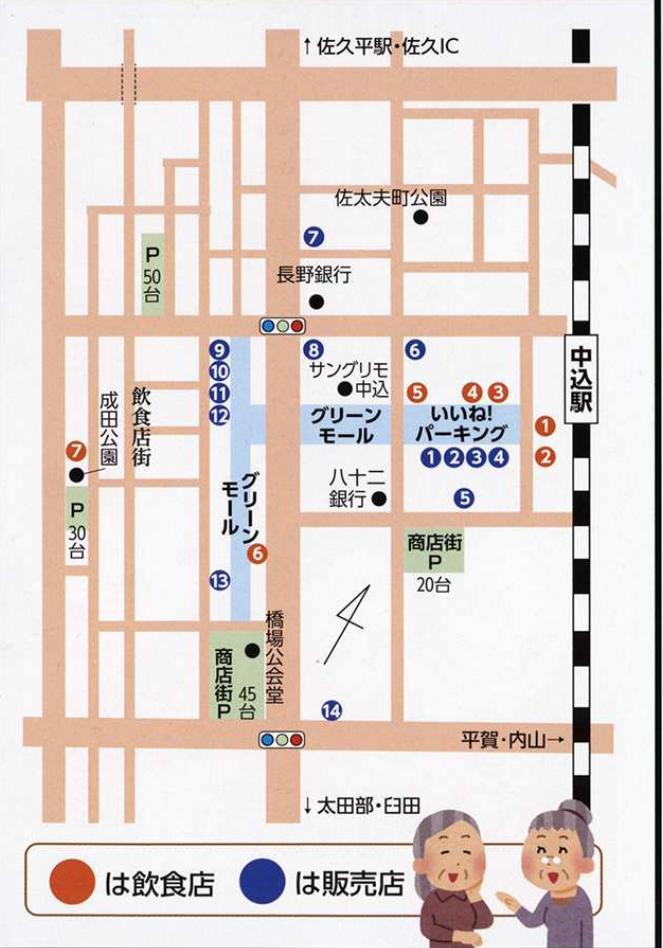 ↑佐久平駅・佐久IC
佐太夫町公園
7
長野銀行
P
50
台
中込駅
9
10
11
12
8
サングリモ
中込
6
5
4
3
グリーン
モール
いいね!
パーキング
1
2
1
2
3
4
5
成田公園
飲食店街
7
P
30
台
グリーン
モール
6
13
八十二
銀行
商店街
P
20台
橋場公会堂
商店街P
45
台
14
平賀・内山→
↓太田部・臼田
は飲食店
は販売店